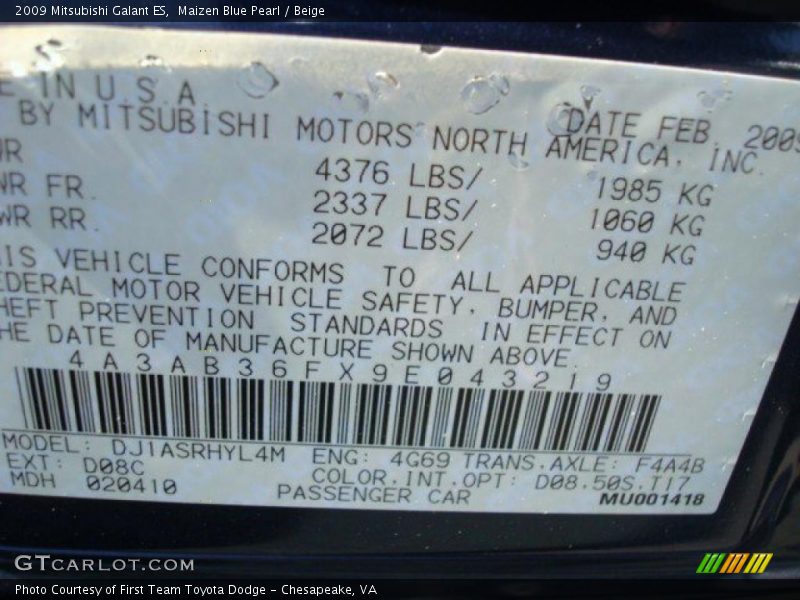 2009 Mitsubishi Galant ES, Maizen Blue Pearl / Beige
E IN U.S.A. DATE FEB. 2009
BY MITSUBISHI MOTORS NORTH AMERICA, INC.
WR 4376 LBS/ 1985 KG
WR FR. 2337 LBS/ 1060 KG
WR RR. 2072 LBS/ 940 KG
HIS VEHICLE CONFORMS TO ALL APPLICABLE
EDERAL MOTOR VEHICLE SAFETY, BUMPER, AND
HEFT PREVENTION STANDARDS IN EFFECT ON
HE DATE OF MANUFACTURE SHOWN ABOVE.
4A3AB36FX9E043219
MODEL: DJ1ASRHYL4M ENG: 4G69 TRANS.AXLE: F4A4B
EXT: D08C COLOR.INT.OPT: D08.50S.T17
MDH 020410 PASSENGER CAR MU001418
GTCARLOT.COM
Photo Courtesy of First Team Toyota Dodge - Chesapeake, VA